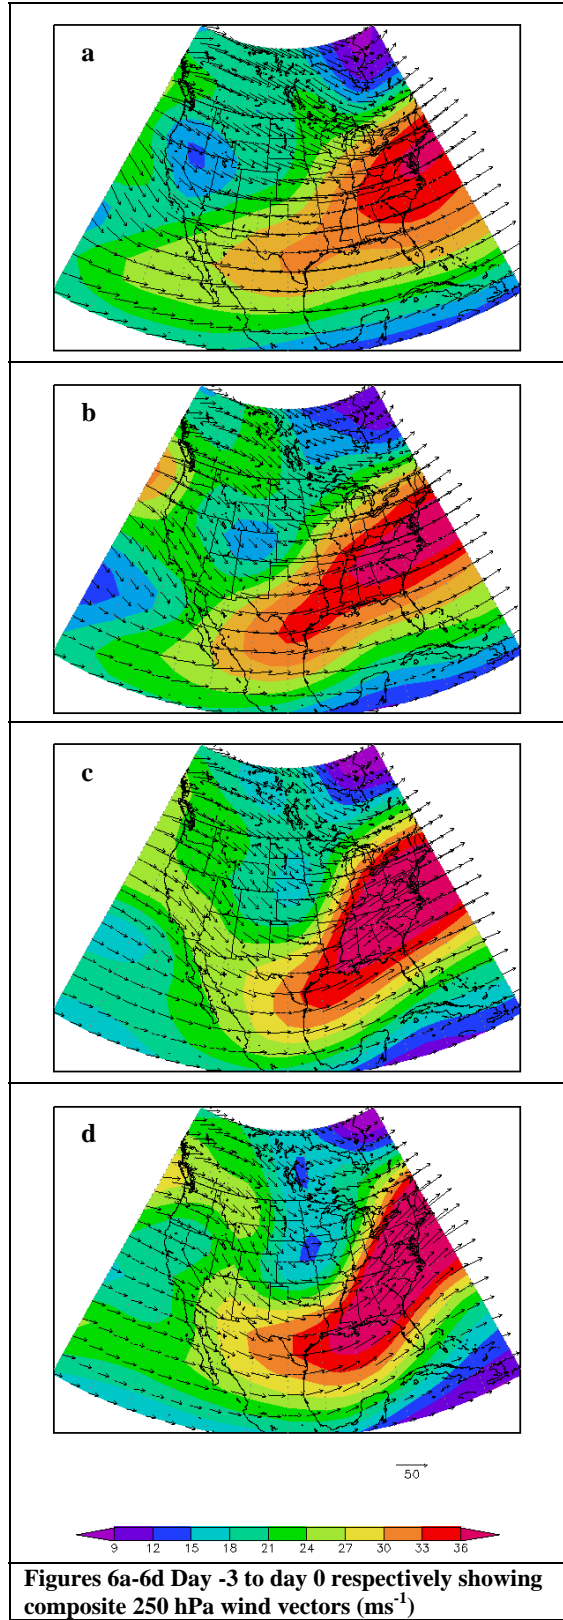 a
b
c
d
50
9 12 15 18 21 24 27 30 33 36
Figures 6a-6d Day -3 to day 0 respectively showing
composite 250 hPa wind vectors (ms⁻¹)